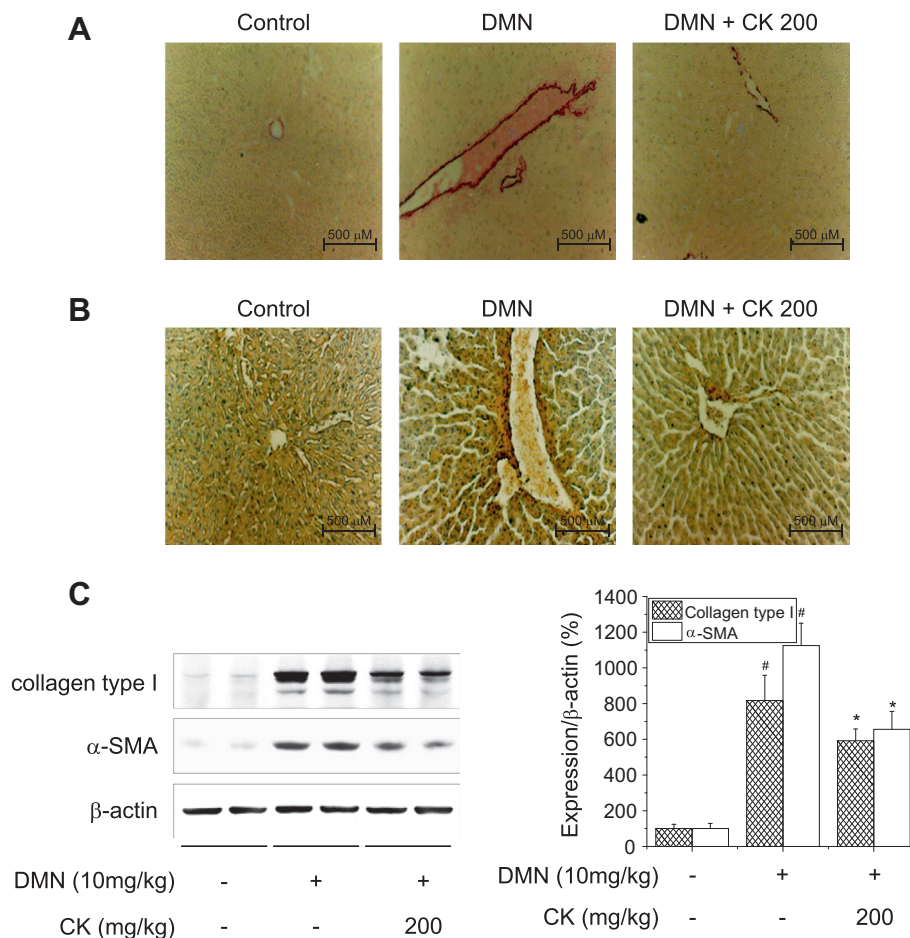 A
Control DMN DMN + CK 200
500 μM 500 μM 500 μM
B
Control DMN DMN + CK 200
500 μM 500 μM 500 μM
C
collagen type I
α-SMA
β-actin
DMN (10mg/kg) - + +
CK (mg/kg) - - 200
Expression/β-actin (%)
1400
1200
1000
800
600
400
200
0
Collagen type I
α-SMA
# #
* *
DMN (10mg/kg) - + +
CK (mg/kg) - - 200